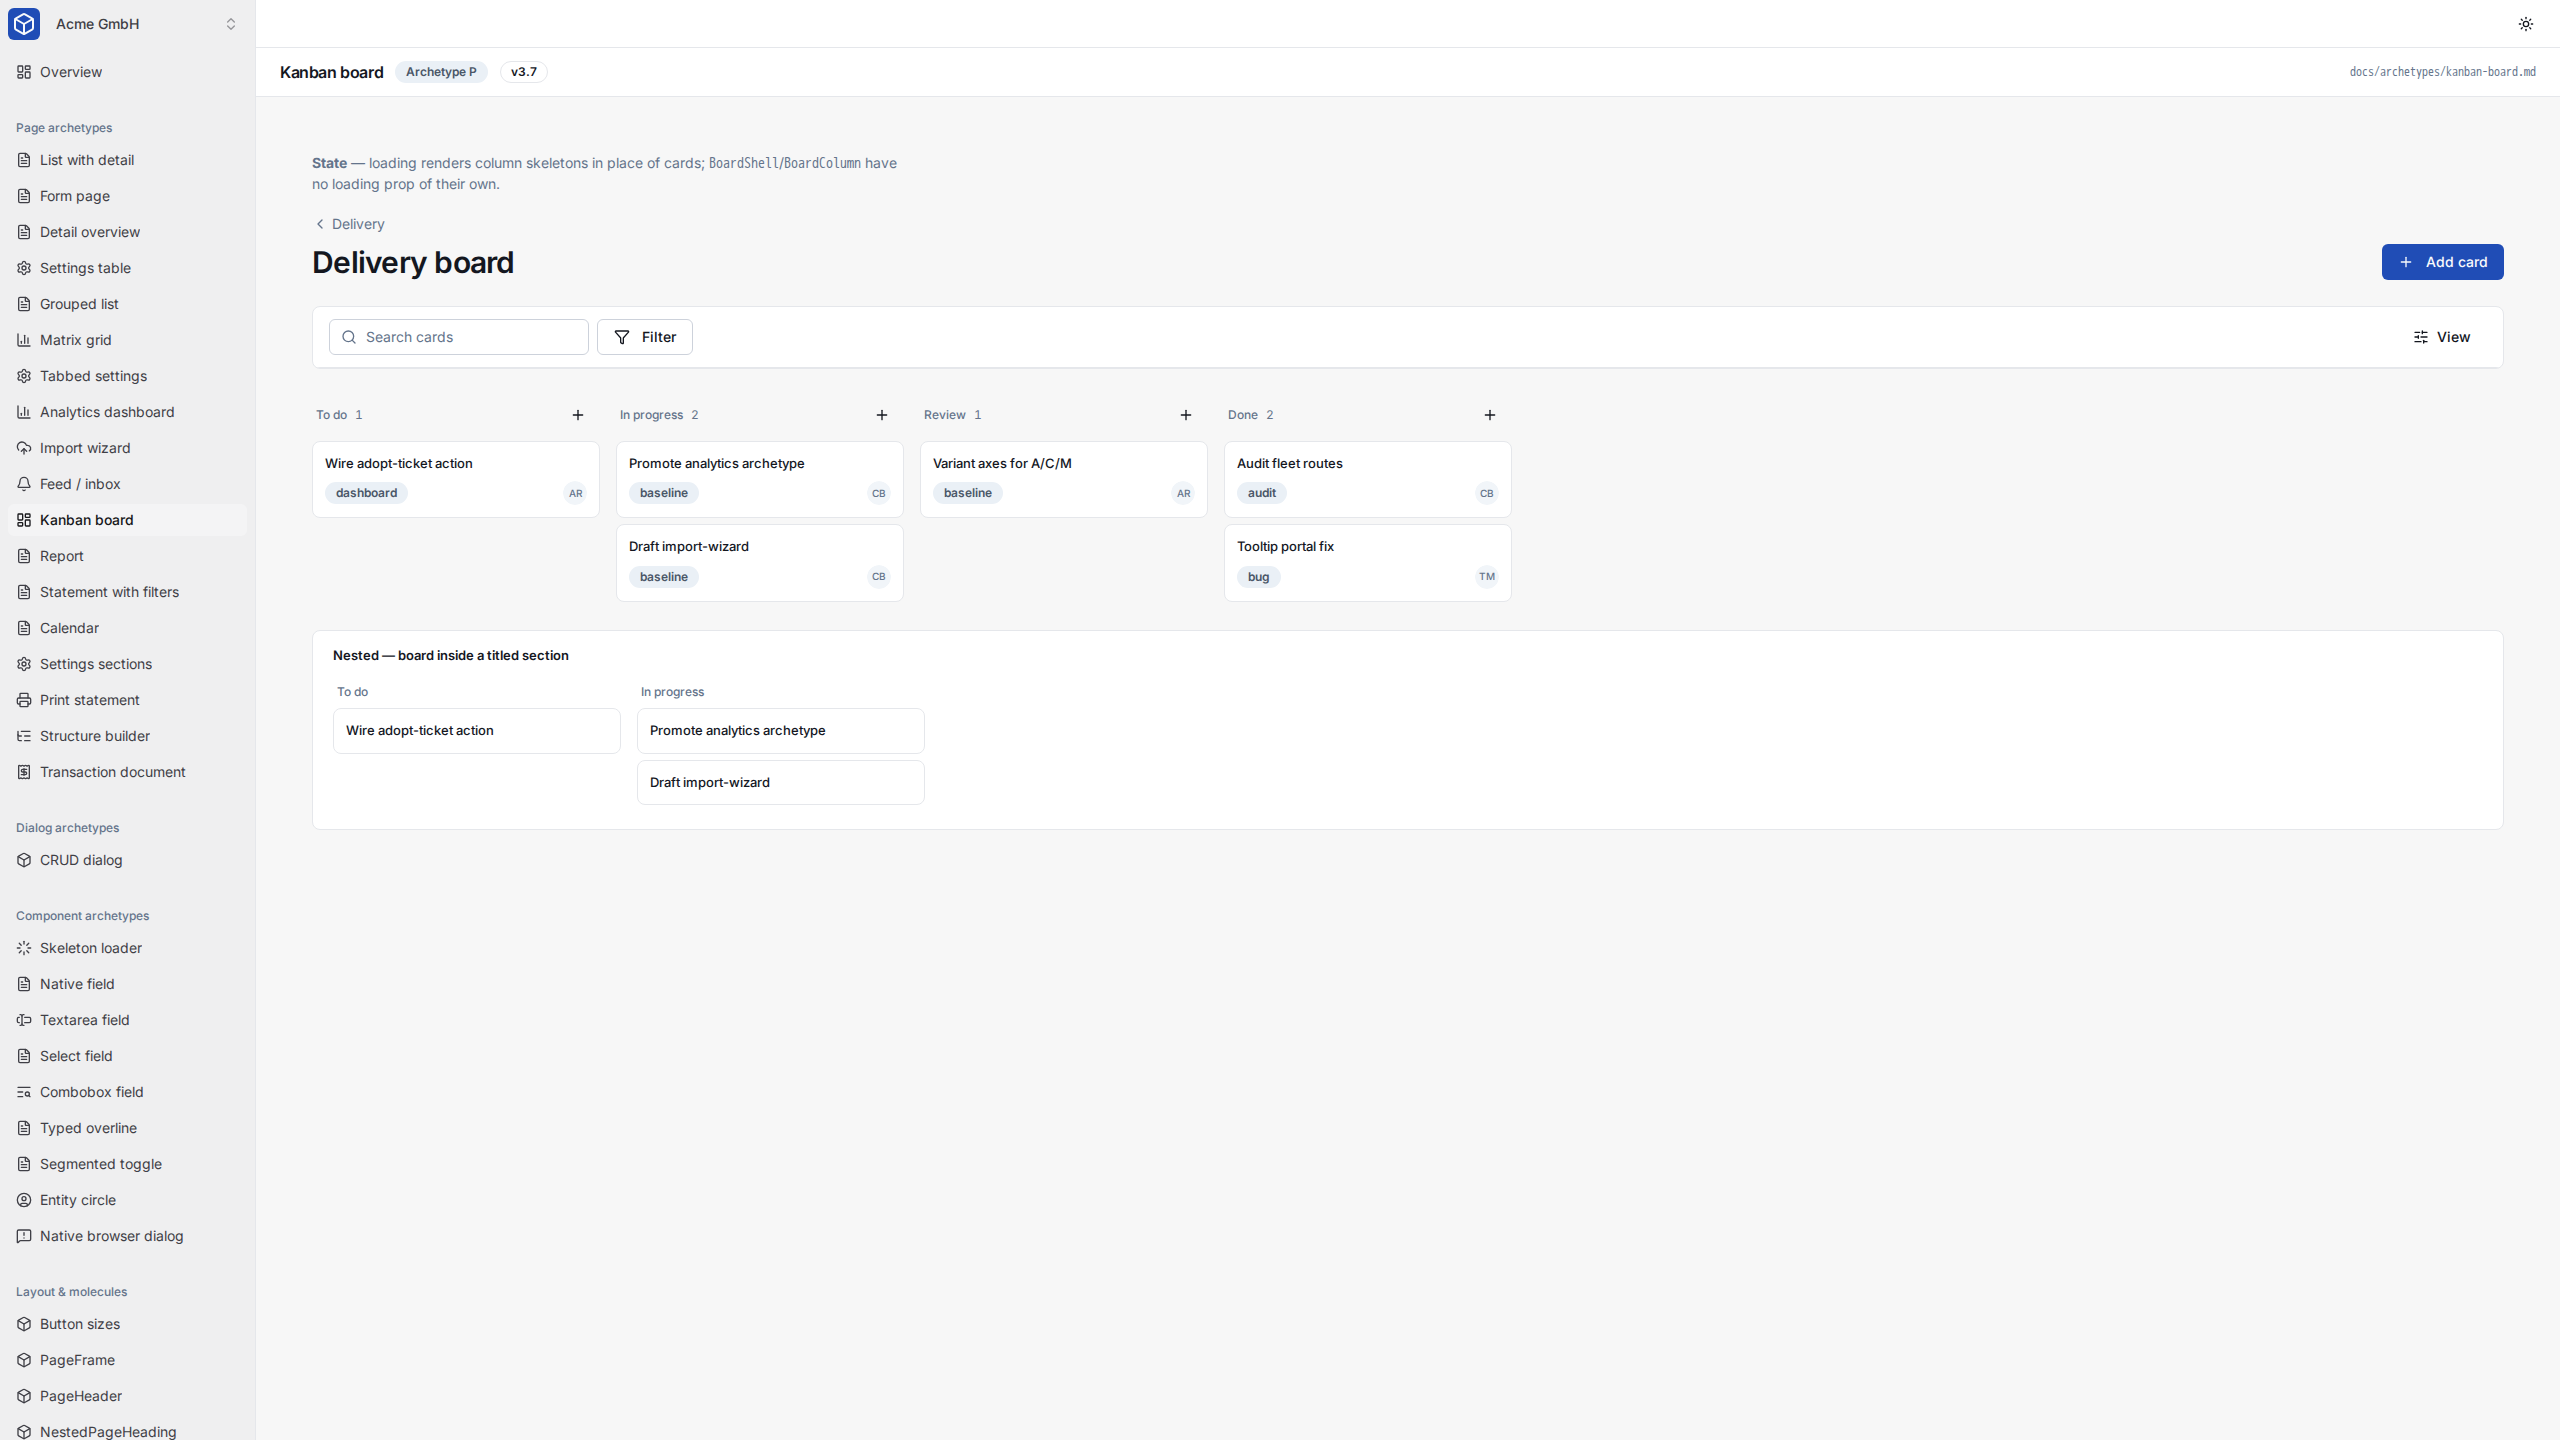 Acme GmbH
Overview
Page archetypes
List with detail
Form page
Detail overview
Settings table
Grouped list
Matrix grid
Tabbed settings
Analytics dashboard
Import wizard
Feed / inbox
Kanban board
Report
Statement with filters
Calendar
Settings sections
Print statement
Structure builder
Transaction document
Dialog archetypes
CRUD dialog
Component archetypes
Skeleton loader
Native field
Textarea field
Select field
Combobox field
Typed overline
Segmented toggle
Entity circle
Native browser dialog
Layout & molecules
Button sizes
PageFrame
PageHeader
NestedPageHeading
Kanban board Archetype P v3.7 docs/archetypes/kanban-board.md
State — loading renders column skeletons in place of cards; BoardShell/BoardColumn have
no loading prop of their own.
Delivery
Delivery board Add card
Search cards Filter View
To do 1
Wire adopt-ticket action
dashboard AR
In progress 2
Promote analytics archetype
baseline CB
Draft import-wizard
baseline CB
Review 1
Variant axes for A/C/M
baseline AR
Done 2
Audit fleet routes
audit CB
Tooltip portal fix
bug TM
Nested — board inside a titled section
To do
Wire adopt-ticket action
In progress
Promote analytics archetype
Draft import-wizard